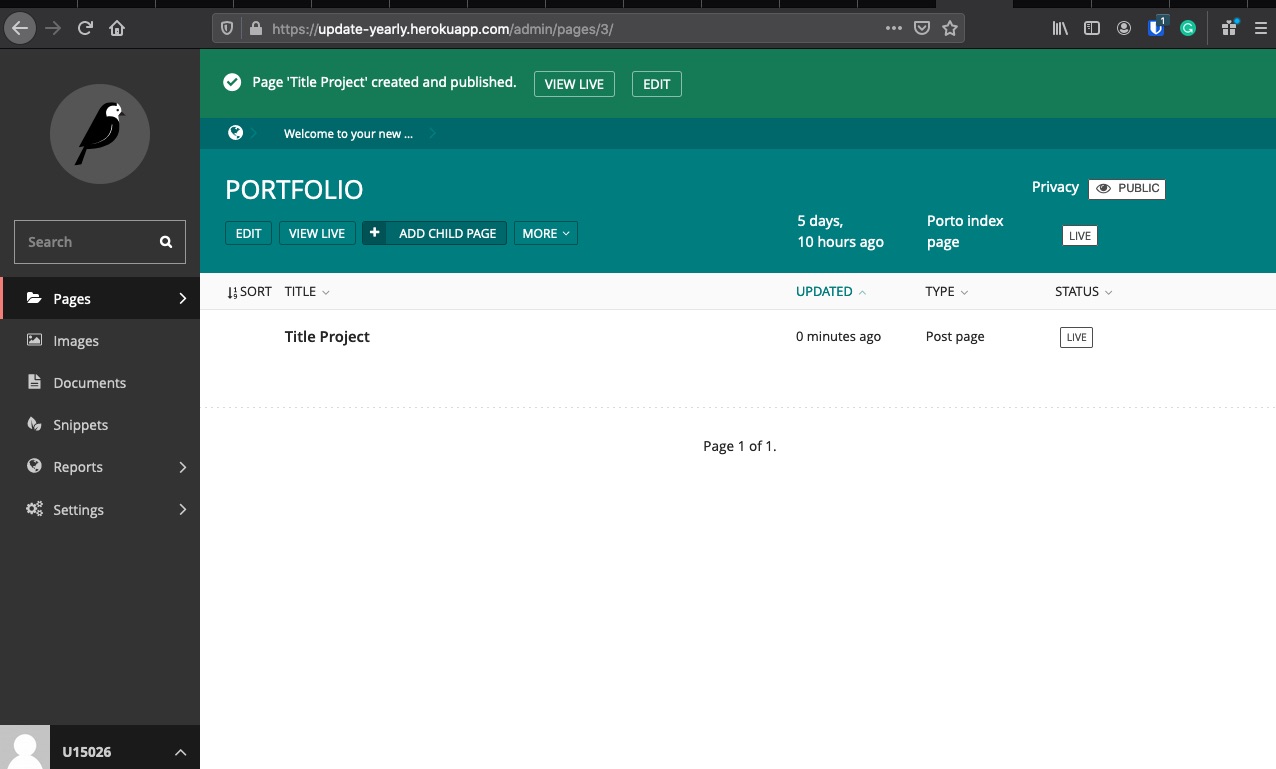 https://update-yearly.herokuapp.com/admin/pages/3/
1
Page 'Title Project' created and published. VIEW LIVE EDIT
Welcome to your new ...
PORTFOLIO
Privacy PUBLIC
EDIT VIEW LIVE + ADD CHILD PAGE MORE
5 days,
10 hours ago
Porto index
page
LIVE
Search
Pages
Images
Documents
Snippets
Reports
Settings
SORT TITLE UPDATED TYPE STATUS
Title Project 0 minutes ago Post page LIVE
Page 1 of 1.
U15026